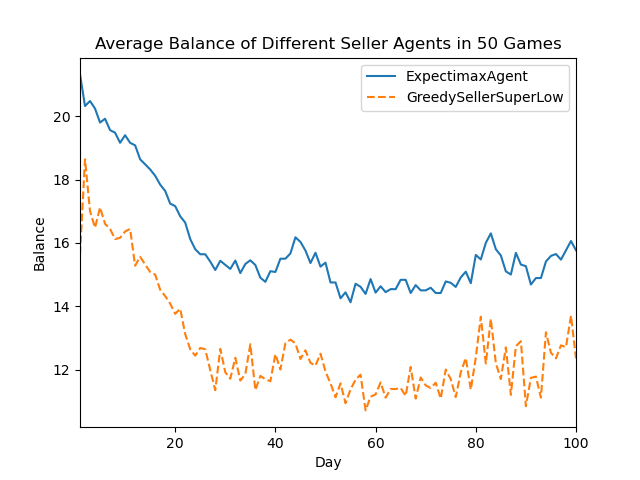 Average Balance of Different Seller Agents in 50 Games
ExpectimaxAgent
GreedySellerSuperLow
Balance
20
18
16
14
12
20
40
60
80
100
Day